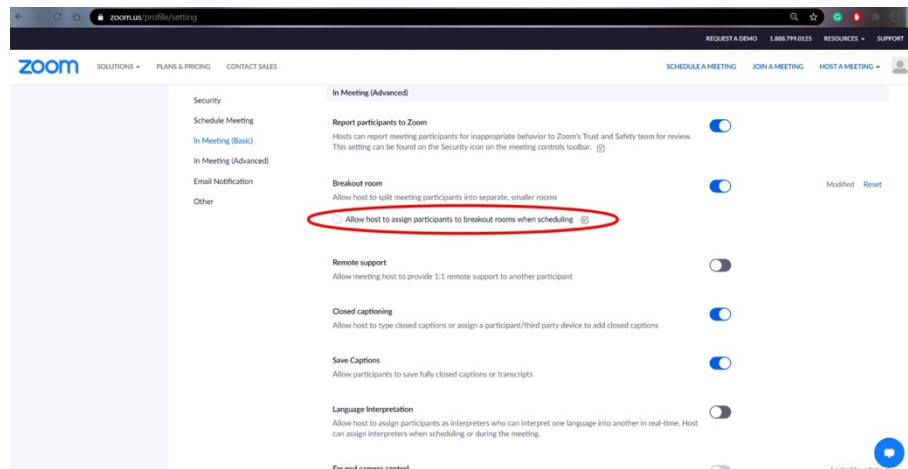 zoom.us/profile/setting
REQUEST A DEMO 1.888.799.0125 RESOURCES SUPPORT
zoom SOLUTIONS PLANS & PRICING CONTACT SALES SCHEDULE A MEETING JOIN A MEETING HOST A MEETING
Security
Schedule Meeting
In Meeting (Basic)
In Meeting (Advanced)
Email Notification
Other
In Meeting (Advanced)
Report participants to Zoom
Hosts can report meeting participants for inappropriate behavior to Zoom's Trust and Safety team for review.
This setting can be found on the Security icon on the meeting controls toolbar.
Breakout room Modified Reset
Allow host to split meeting participants into separate, smaller rooms
Allow host to assign participants to breakout rooms when scheduling
Remote support
Allow meeting host to provide 1:1 remote support to another participant
Closed captioning
Allow host to type closed captions or assign a participant/third party device to add closed captions
Save Captions
Allow participants to save fully closed captions or transcripts
Language Interpretation
Allow host to assign participants as interpreters who can interpret one language into another in real-time. Host
can assign interpreters when scheduling or during the meeting.
Far end camera control